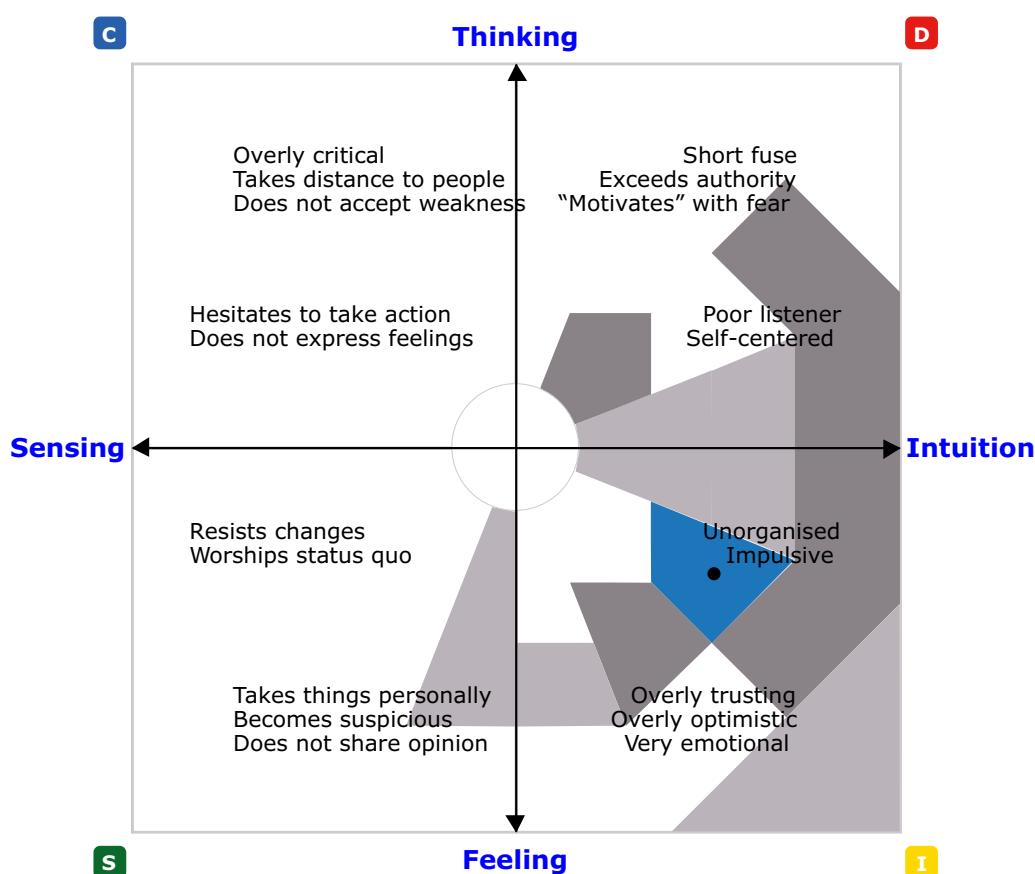 C
Thinking
D
Overly critical
Takes distance to people
Does not accept weakness
Short fuse
Exceeds authority
“Motivates” with fear
Hesitates to take action
Does not express feelings
Poor listener
Self-centered
Sensing
Intuition
Resists changes
Worships status quo
Unorganised
Impulsive
Takes things personally
Becomes suspicious
Does not share opinion
Overly trusting
Overly optimistic
Very emotional
S
Feeling
I